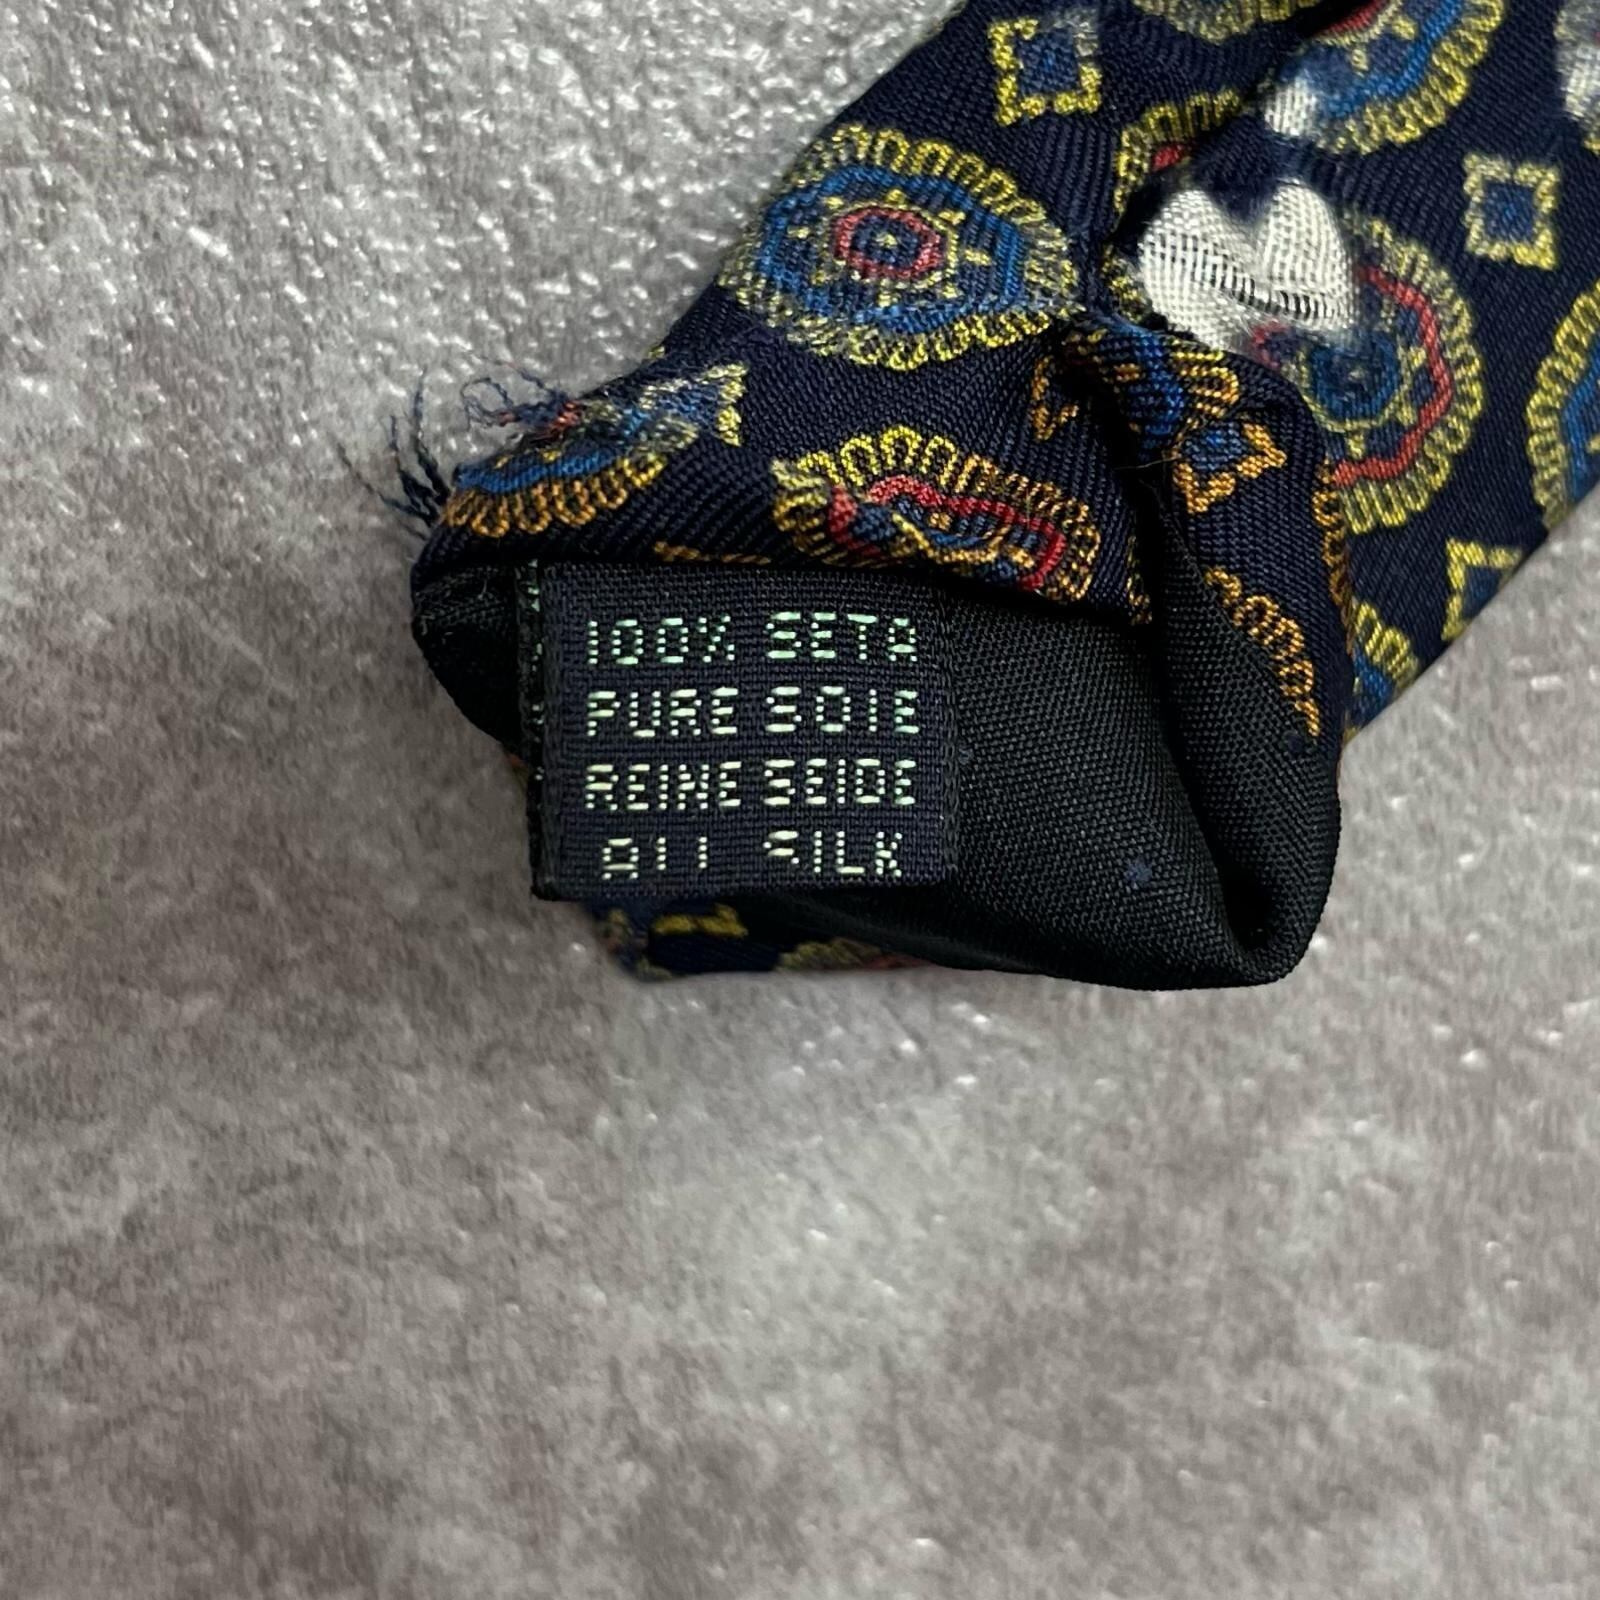 100% SETA
PURE SOIE
REINE SEIDE
ALL SILK